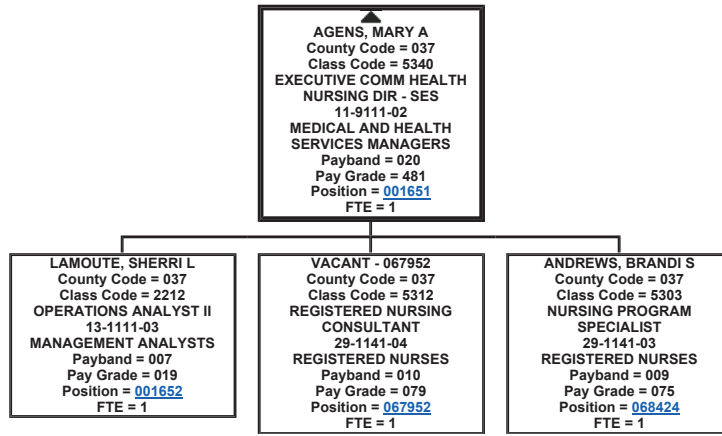 AGENS, MARY A
County Code = 037
Class Code = 5340
EXECUTIVE COMM HEALTH
NURSING DIR - SES
11-9111-02
MEDICAL AND HEALTH
SERVICES MANAGERS
Payband = 020
Pay Grade = 481
Position = 001651
FTE = 1
LAMOUTE, SHERRI L
County Code = 037
Class Code = 2212
OPERATIONS ANALYST II
13-1111-03
MANAGEMENT ANALYSTS
Payband = 007
Pay Grade = 019
Position = 001652
FTE = 1
VACANT - 067952
County Code = 037
Class Code = 5312
REGISTERED NURSING
CONSULTANT
29-1141-04
REGISTERED NURSES
Payband = 010
Pay Grade = 079
Position = 067952
FTE = 1
ANDREWS, BRANDI S
County Code = 037
Class Code = 5303
NURSING PROGRAM
SPECIALIST
29-1141-03
REGISTERED NURSES
Payband = 009
Pay Grade = 075
Position = 068424
FTE = 1